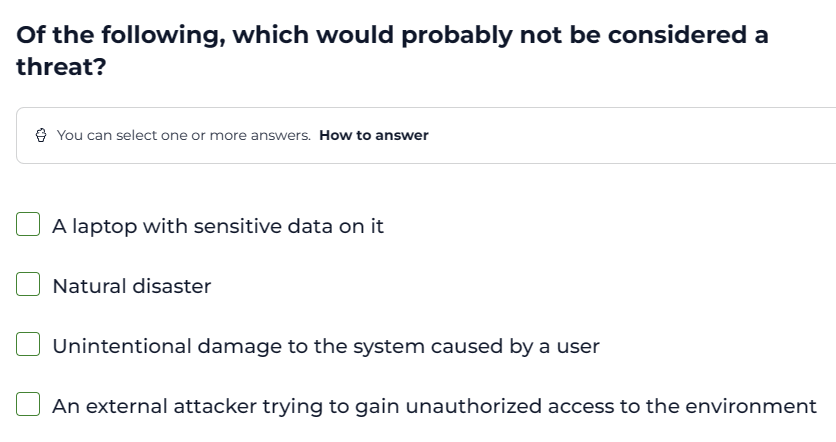 Of the following, which would probably not be considered a
threat?
You can select one or more answers. How to answer
A laptop with sensitive data on it
Natural disaster
Unintentional damage to the system caused by a user
An external attacker trying to gain unauthorized access to the environment